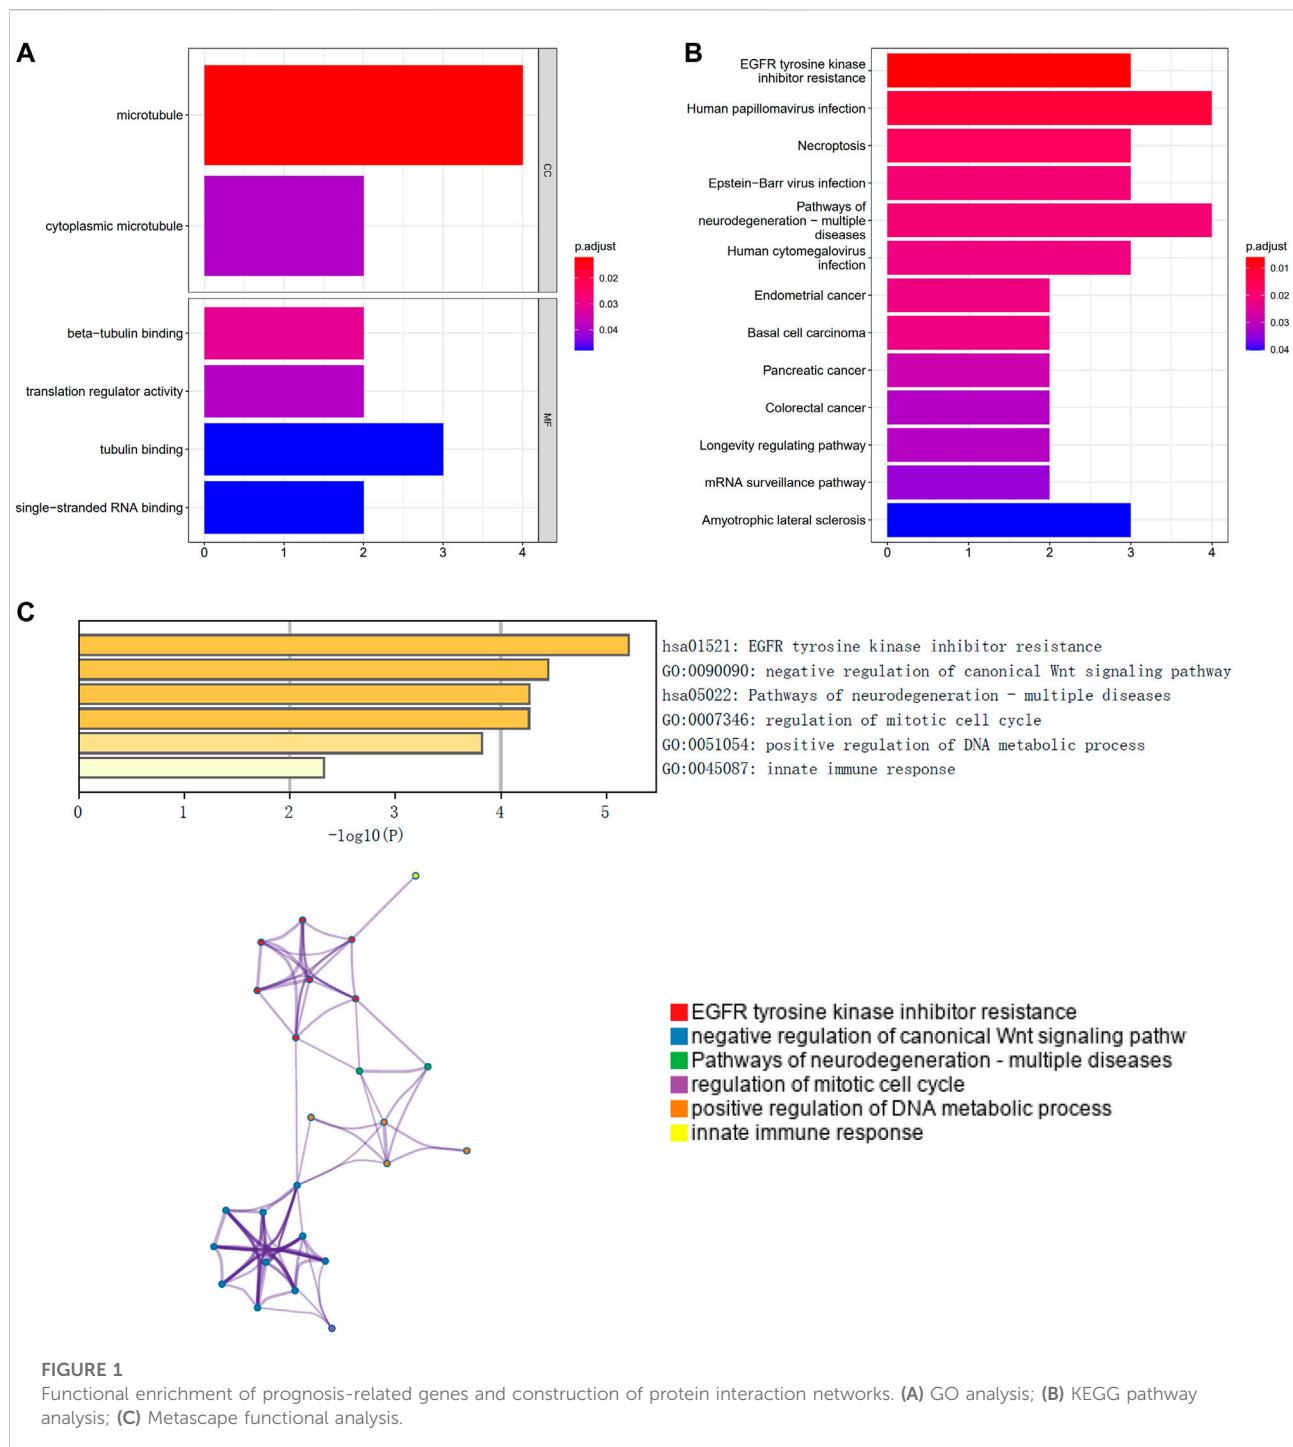 A
microtubule
cytoplasmic microtubule
CC
beta−tubulin binding
translation regulator activity
tubulin binding
single−stranded RNA binding
MF
0 1 2 3 4
p.adjust
0.02
0.03
0.04
B
EGFR tyrosine kinase
inhibitor resistance
Human papillomavirus infection
Necroptosis
Epstein−Barr virus infection
Pathways of
neurodegeneration − multiple
diseases
Human cytomegalovirus
infection
Endometrial cancer
Basal cell carcinoma
Pancreatic cancer
Colorectal cancer
Longevity regulating pathway
mRNA surveillance pathway
Amyotrophic lateral sclerosis
0 1 2 3 4
p.adjust
0.01
0.02
0.03
0.04
C
hsa01521: EGFR tyrosine kinase inhibitor resistance
GO:0090090: negative regulation of canonical Wnt signaling pathway
hsa05022: Pathways of neurodegeneration - multiple diseases
GO:0007346: regulation of mitotic cell cycle
GO:0051054: positive regulation of DNA metabolic process
GO:0045087: innate immune response
0 1 2 3 4 5
-log10(P)
EGFR tyrosine kinase inhibitor resistance
negative regulation of canonical Wnt signaling pathw
Pathways of neurodegeneration - multiple diseases
regulation of mitotic cell cycle
positive regulation of DNA metabolic process
innate immune response
FIGURE 1
Functional enrichment of prognosis-related genes and construction of protein interaction networks. (A) GO analysis; (B) KEGG pathway
analysis; (C) Metascape functional analysis.